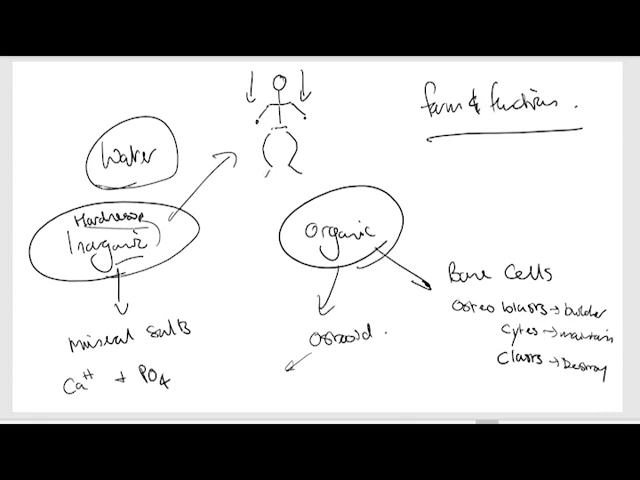 form & functions.
Water
Hardness
Inorganic
Organic
Bone Cells
Osteoblasts → builder
Cytes → maintain
Clasts → Destroy
Mineral Salts
Osteoid.
Ca++ + PO4